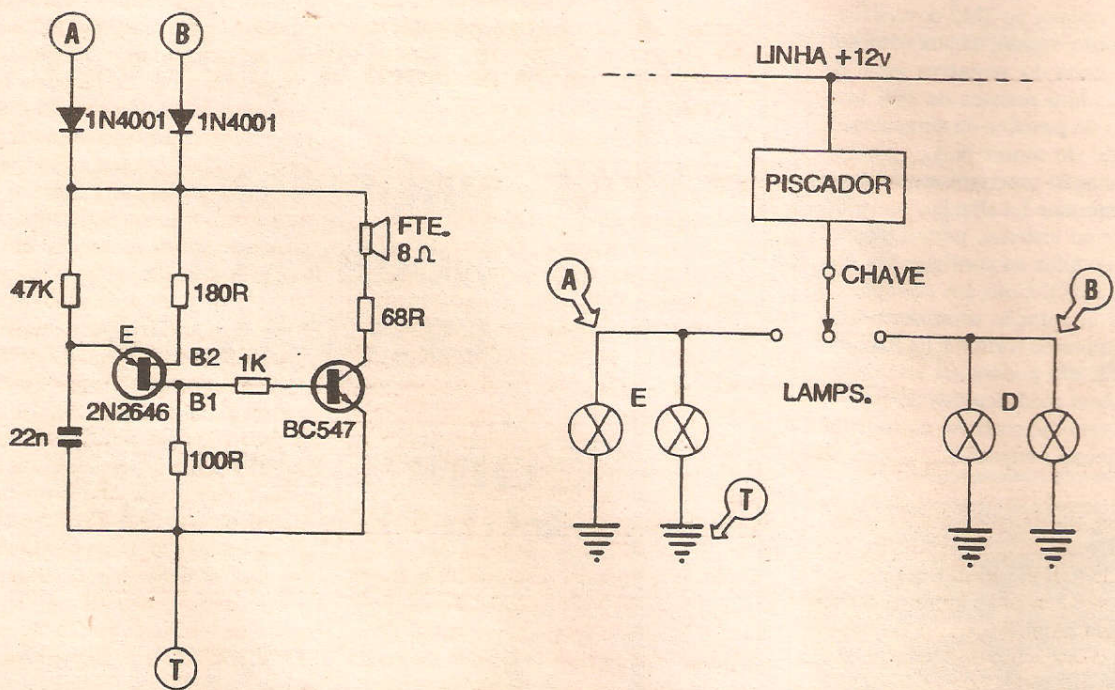 A
B
1N4001
1N4001
FTE.
8Ω
47K
180R
68R
E
B2
1K
2N2646
B1
BC547
22n
100R
T
LINHA +12v
PISCADOR
CHAVE
A
B
E
LAMPS.
D
T